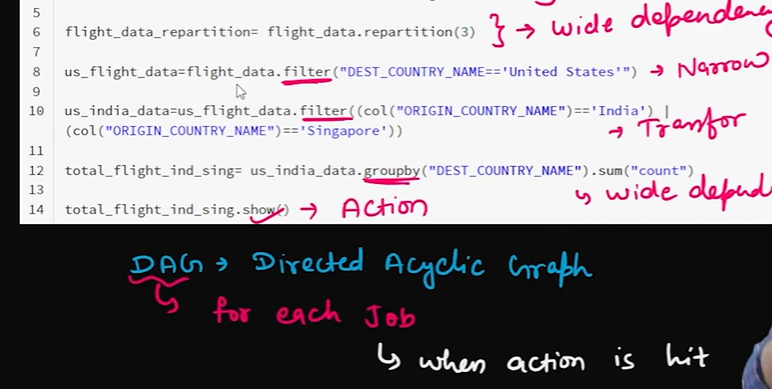 5
6 flight_data_repartition= flight_data.repartition(3) } → wide dependency
7
8 us_flight_data=flight_data.filter("DEST_COUNTRY_NAME=='United States'") → Narrow
9
10 us_india_data=us_flight_data.filter((col("ORIGIN_COUNTRY_NAME")=='India') |
(col("ORIGIN_COUNTRY_NAME")=='Singapore')) → Transfor
11
12 total_flight_ind_sing= us_india_data.groupby("DEST_COUNTRY_NAME").sum("count")
13 ↳ wide depend
14 total_flight_ind_sing.show() → Action
DAG → Directed Acyclic Graph
↳ for each Job
↳ when action is hit